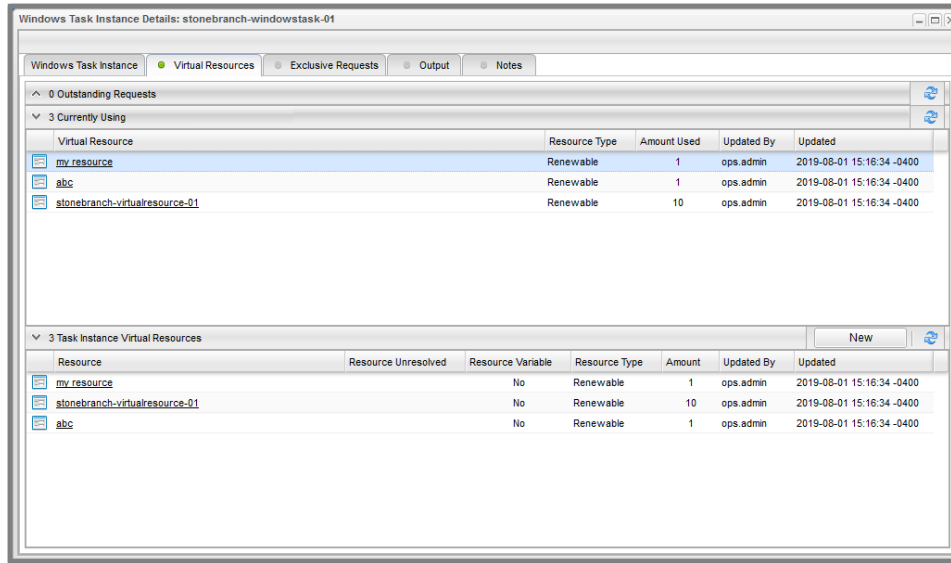 Windows Task Instance Details: stonebranch-windowstask-01
Windows Task Instance Virtual Resources Exclusive Requests Output Notes
0 Outstanding Requests
3 Currently Using
Virtual Resource Resource Type Amount Used Updated By Updated
my resource Renewable 1 ops.admin 2019-08-01 15:16:34 -0400
abc Renewable 1 ops.admin 2019-08-01 15:16:34 -0400
stonebranch-virtualresource-01 Renewable 10 ops.admin 2019-08-01 15:16:34 -0400
3 Task Instance Virtual Resources New
Resource Resource Unresolved Resource Variable Resource Type Amount Updated By Updated
my resource No Renewable 1 ops.admin 2019-08-01 15:16:34 -0400
stonebranch-virtualresource-01 No Renewable 10 ops.admin 2019-08-01 15:16:34 -0400
abc No Renewable 1 ops.admin 2019-08-01 15:16:34 -0400